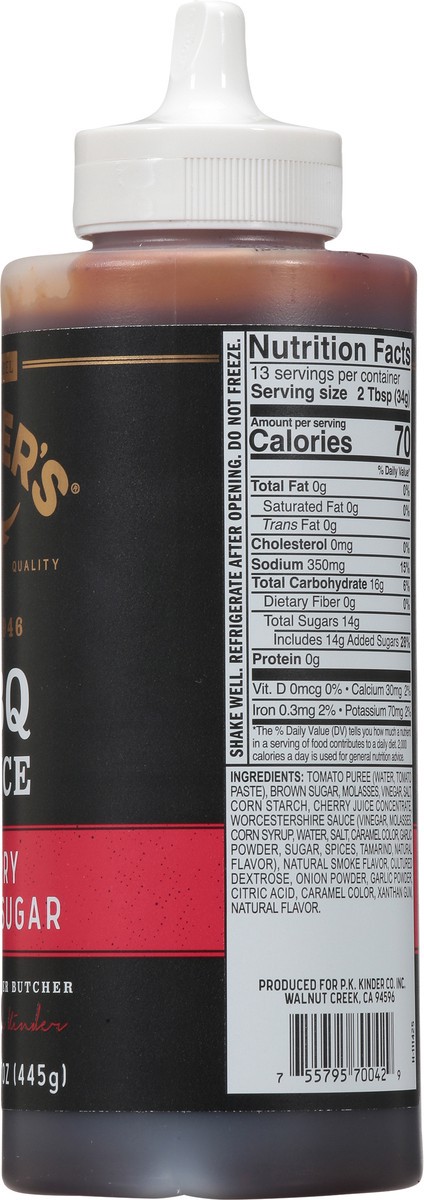 ER'S®
QUALITY
CE
SUGAR
BUTCHER
Kinder
OZ (445g)
SHAKE WELL. REFRIGERATE AFTER OPENING. DO NOT FREEZE.
Nutrition Facts
13 servings per container
Serving size 2 Tbsp (34g)
Amount per serving
Calories 70
% Daily Value*
Total Fat 0g 0%
Saturated Fat 0g 0%
Trans Fat 0g
Cholesterol 0mg 0%
Sodium 350mg 15%
Total Carbohydrate 16g 6%
Dietary Fiber 0g 0%
Total Sugars 14g
Includes 14g Added Sugars 28%
Protein 0g
Vit. D 0mcg 0% • Calcium 30mg 2%
Iron 0.3mg 2% • Potassium 70mg 2%
*The % Daily Value (DV) tells you how much a nutrient
in a serving of food contributes to a daily diet. 2,000
calories a day is used for general nutrition advice.
INGREDIENTS: TOMATO PUREE (WATER, TOMATO
PASTE), BROWN SUGAR, MOLASSES, VINEGAR, SALT,
CORN STARCH, CHERRY JUICE CONCENTRATE,
WORCESTERSHIRE SAUCE (VINEGAR, MOLASSES,
CORN SYRUP, WATER, SALT, CARAMEL COLOR, GARLIC
POWDER, SUGAR, SPICES, TAMARIND, NATURAL
FLAVOR), NATURAL SMOKE FLAVOR, CULTURED
DEXTROSE, ONION POWDER, GARLIC POWDER,
CITRIC ACID, CARAMEL COLOR, XANTHAN GUM,
NATURAL FLAVOR.
PRODUCED FOR P.K. KINDER CO. INC.
WALNUT CREEK, CA 94596
7 55795 70042 9